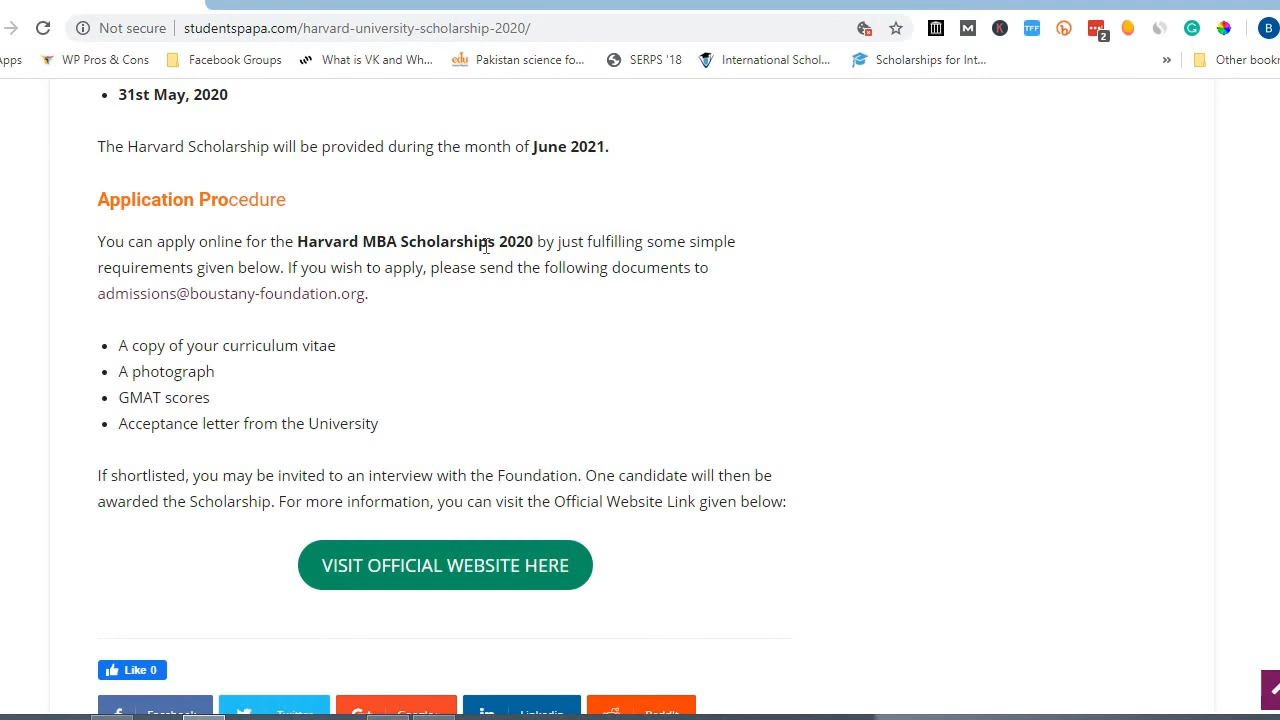 Not secure studentspapa.com/harvard-university-scholarship-2020/
M K TFF 2 B
Apps WP Pros & Cons Facebook Groups What is VK and Wh... edu Pakistan science fo... SERPS '18 International Schol... Scholarships for Int... » Other bookm
• 31st May, 2020
The Harvard Scholarship will be provided during the month of June 2021.
Application Procedure
You can apply online for the Harvard MBA Scholarships 2020 by just fulfilling some simple
requirements given below. If you wish to apply, please send the following documents to
admissions@boustany-foundation.org.
• A copy of your curriculum vitae
• A photograph
• GMAT scores
• Acceptance letter from the University
If shortlisted, you may be invited to an interview with the Foundation. One candidate will then be
awarded the Scholarship. For more information, you can visit the Official Website Link given below:
VISIT OFFICIAL WEBSITE HERE
Like 0
Facebook Twitter Google+ Linkedin Reddit